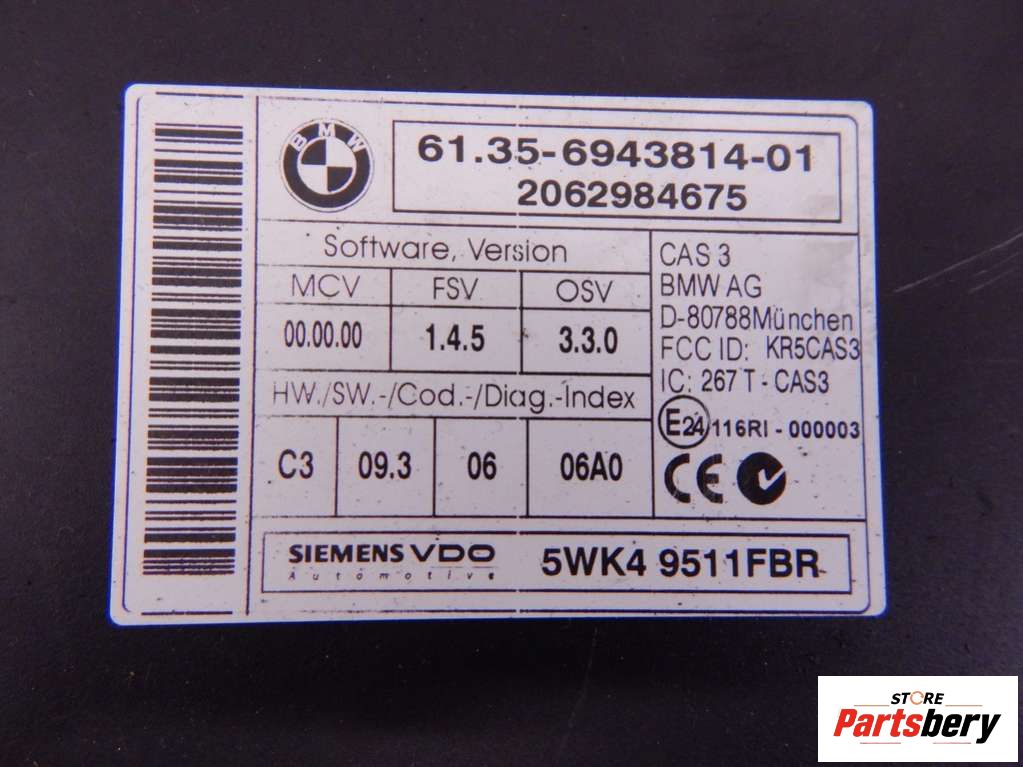 BMW
61.35-6943814-01
2062984675
Software, Version
MCV FSV OSV
00.00.00 1.4.5 3.3.0
HW./SW.-/Cod.-/Diag.-Index
C3 09.3 06 06A0
CAS 3
BMW AG
D-80788München
FCC ID: KR5CAS3
IC: 267 T - CAS3
E24 116RI - 000003
CE
SIEMENS VDO
Automotive
5WK4 9511FBR
STORE
Partsbery